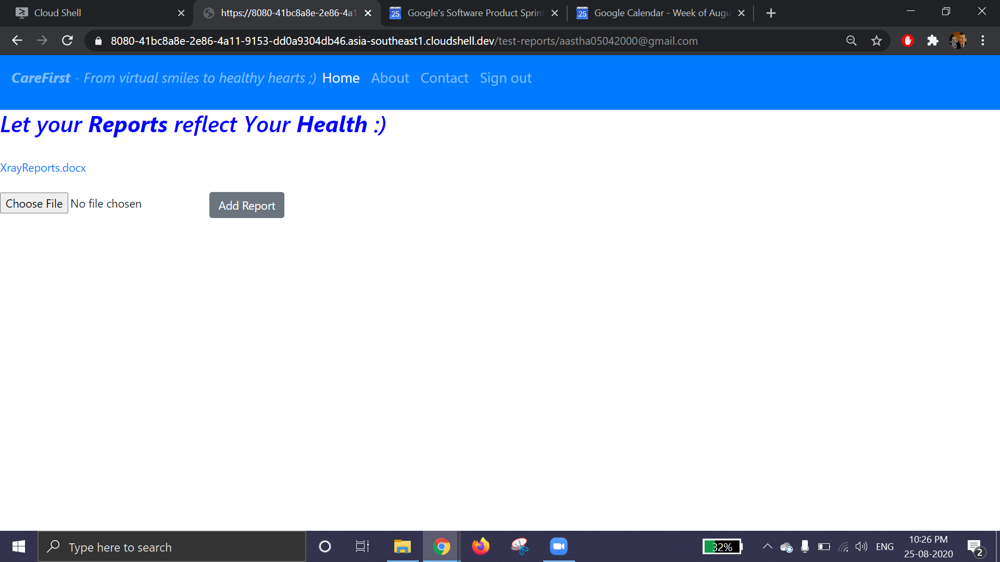 Cloud Shell
https://8080-41bc8a8e-2e86-4a1
25
Google's Software Product Sprint
25
Google Calendar - Week of Augu
8080-41bc8a8e-2e86-4a11-9153-dd0a9304db46.asia-southeast1.cloudshell.dev/test-reports/aastha05042000@gmail.com
CareFirst - From virtual smiles to healthy hearts ;) Home About Contact Sign out
Let your Reports reflect Your Health :)
XrayReports.docx
Choose File No file chosen Add Report
Type here to search
32%
ENG
10:26 PM
25-08-2020
2